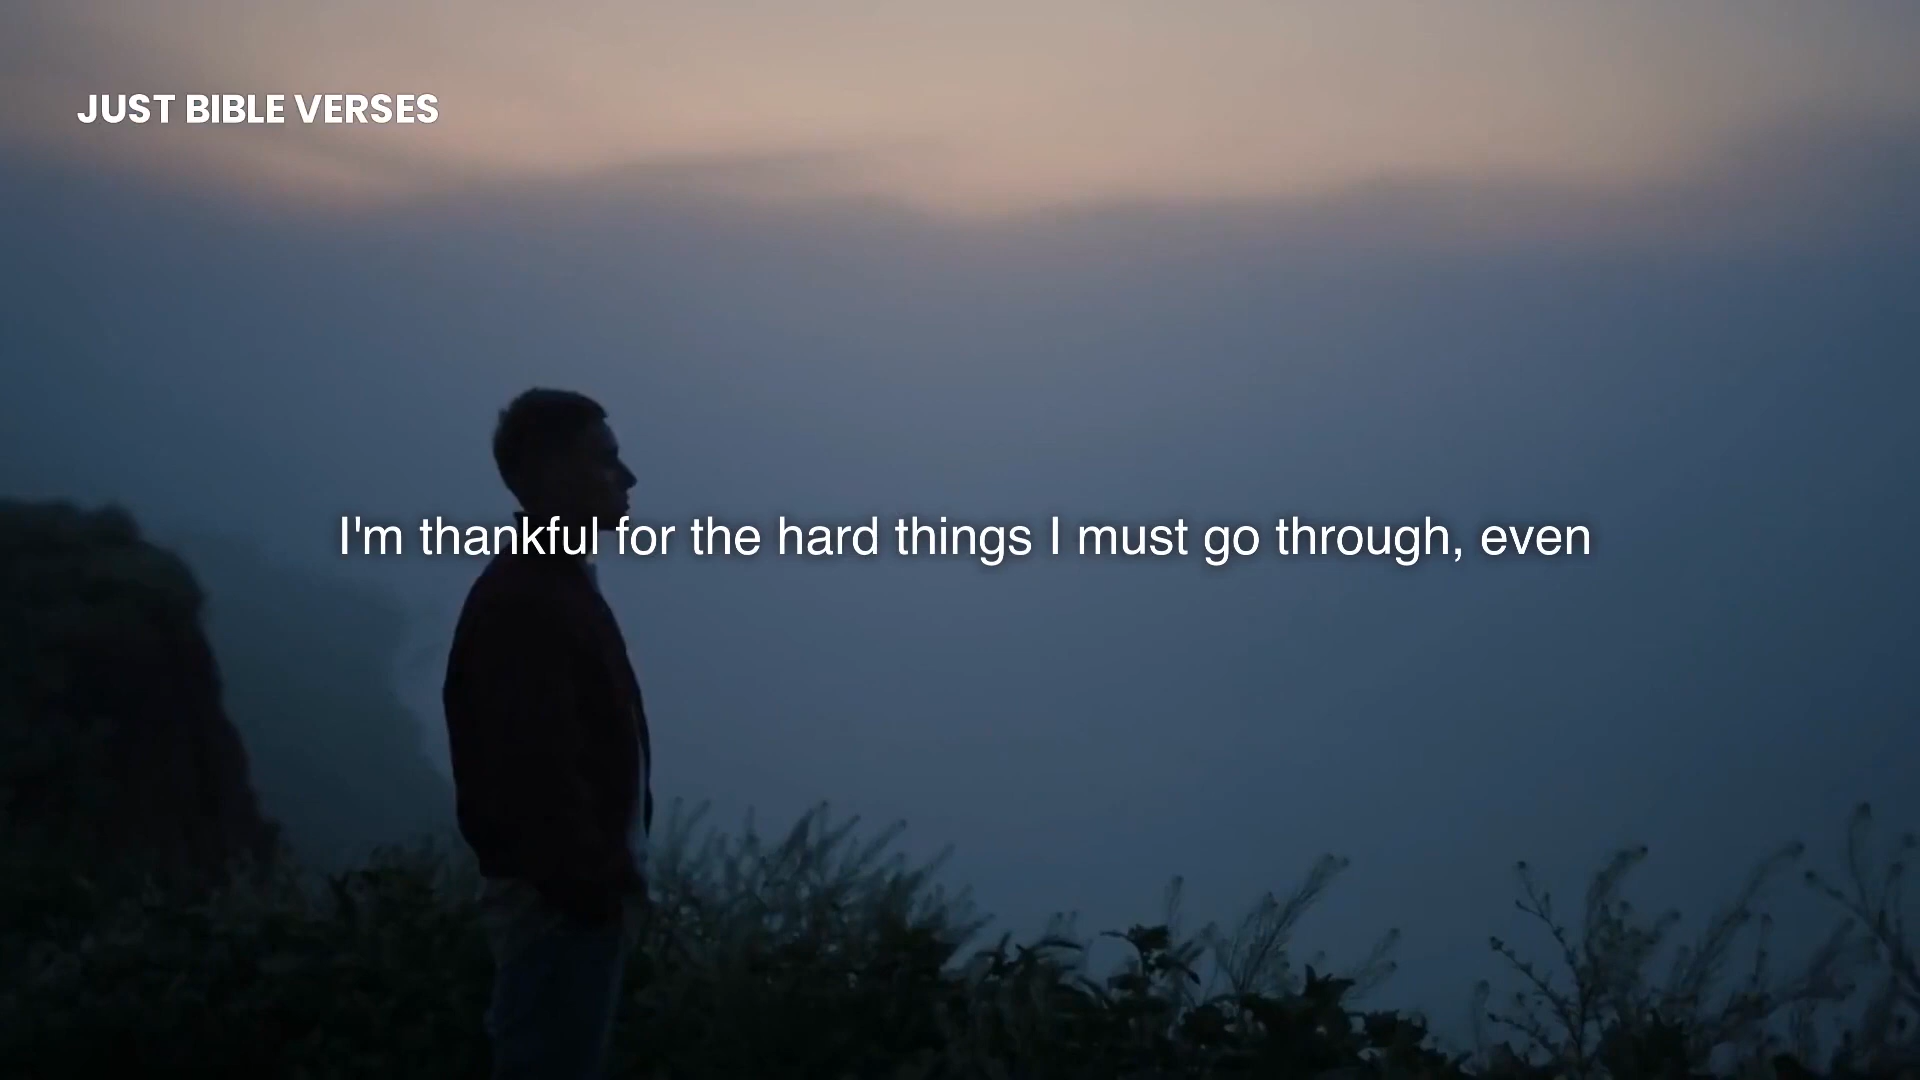 JUST BIBLE VERSES
I'm thankful for the hard things I must go through, even